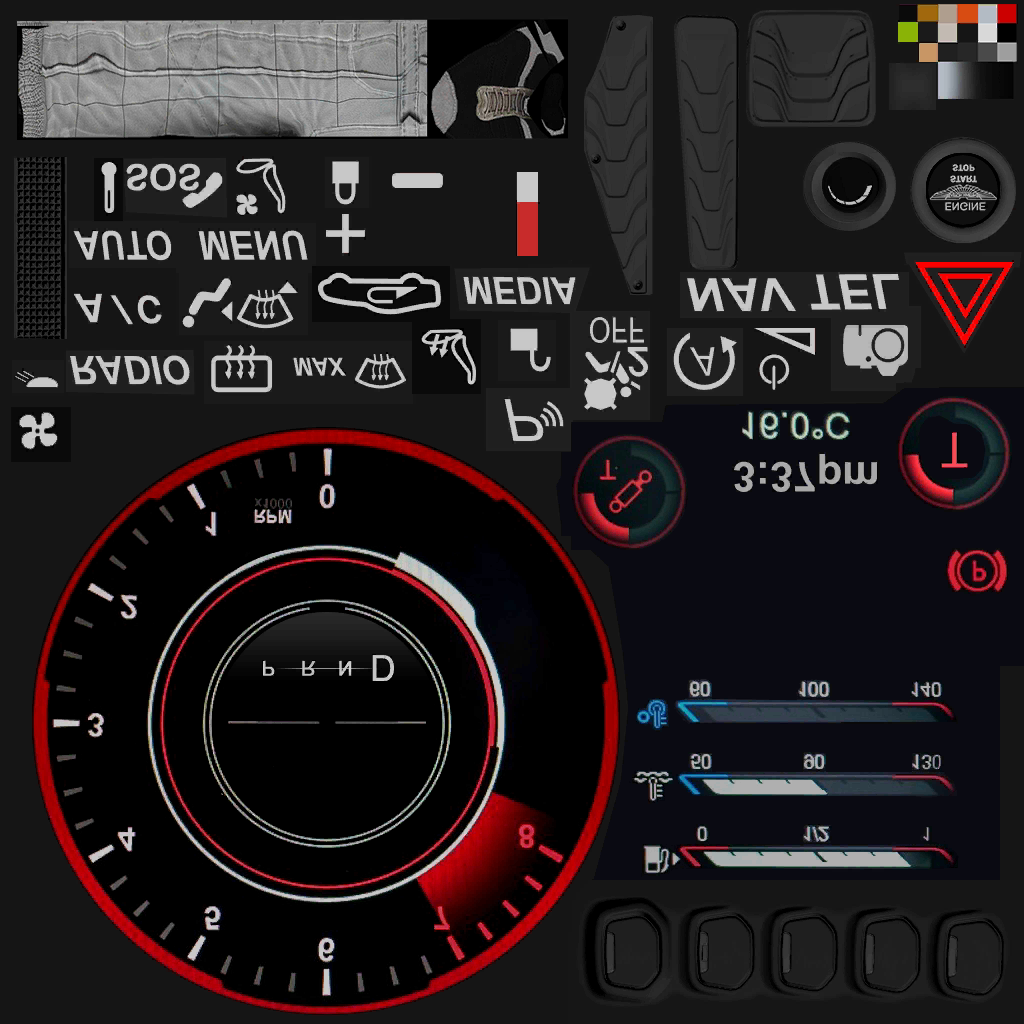 SOS
STOP
START
ENGINE
AUTO MENU
A/C
MEDIA
NAV TEL
RADIO
MAX
OFF
A
P
16.0°C
3:37pm
T
T
P
x1000
RPM
0
1
2
3
4
5
6
7
8
P R N D
60 100 140
50 90 130
0 1/2 1